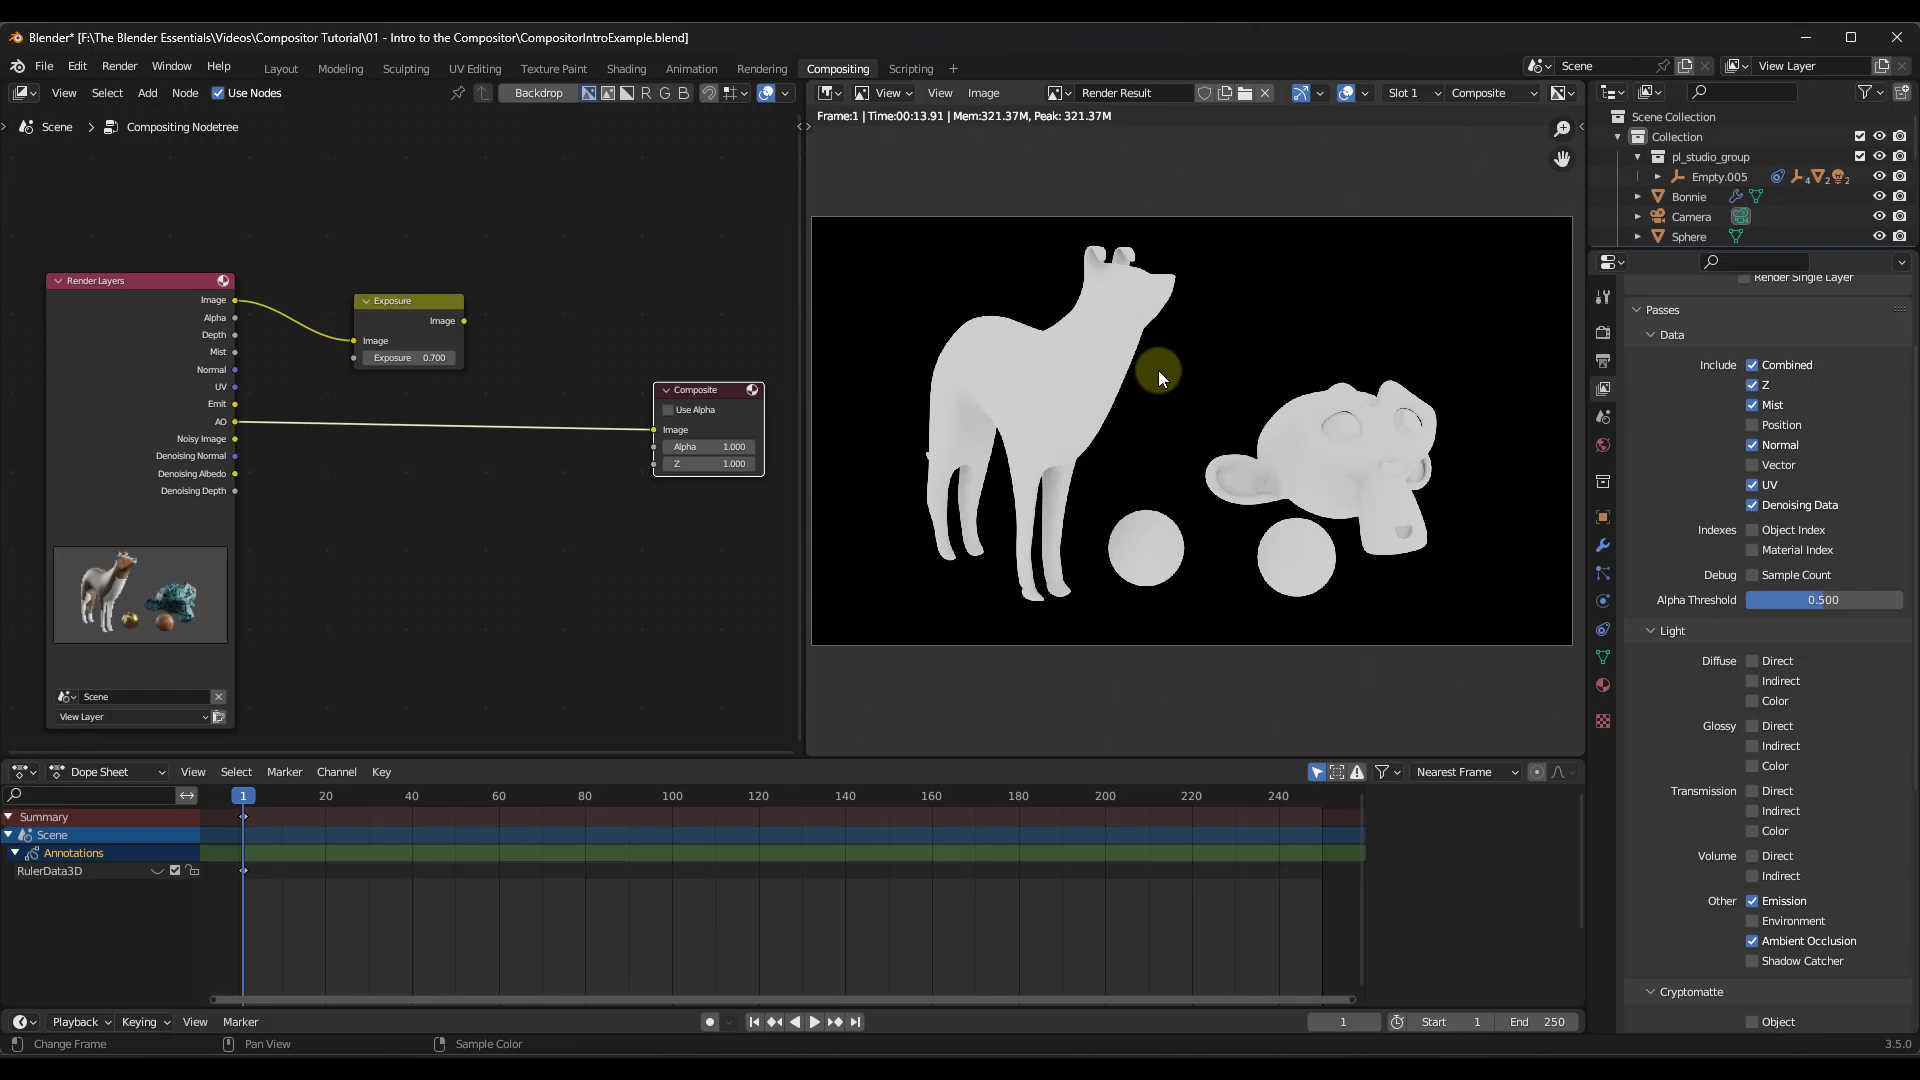 Blender* [F:\The Blender Essentials\Videos\Compositor Tutorial\01 - Intro to the Compositor\CompositorIntroExample.blend]
File Edit Render Window Help Layout Modeling Sculpting UV Editing Texture Paint Shading Animation Rendering Compositing Scripting + Scene View Layer
View Select Add Node Use Nodes Backdrop R G B View View Image Render Result Slot 1 Composite
Frame:1 | Time:00:13.91 | Mem:321.37M, Peak: 321.37M
Scene > Compositing Nodetree
Scene Collection
Collection
pl_studio_group
Empty.005 4 2 2
Bonnie
Camera
Sphere
Render Layers
Image
Alpha
Depth
Mist
Normal
UV
Emit
AO
Noisy Image
Denoising Normal
Denoising Albedo
Denoising Depth
Scene
View Layer
Exposure
Image
Image
Exposure 0.700
Composite
Use Alpha
Image
Alpha 1.000
Z 1.000
Render Single Layer
Passes
Data
Include Combined
Z
Mist
Position
Normal
Vector
UV
Denoising Data
Indexes Object Index
Material Index
Debug Sample Count
Alpha Threshold 0.500
Light
Diffuse Direct
Indirect
Color
Glossy Direct
Indirect
Color
Transmission Direct
Indirect
Color
Volume Direct
Indirect
Other Emission
Environment
Ambient Occlusion
Shadow Catcher
Cryptomatte
Object
Dope Sheet View Select Marker Channel Key Nearest Frame
1 20 40 60 80 100 120 140 160 180 200 220 240
Summary
Scene
Annotations
RulerData3D
Playback Keying View Marker 1 Start 1 End 250
Change Frame Pan View Sample Color 3.5.0